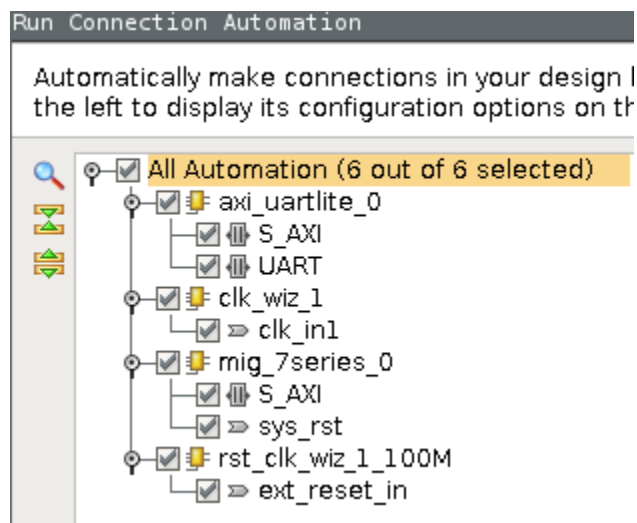 Run Connection Automation
Automatically make connections in your design
the left to display its configuration options on th
All Automation (6 out of 6 selected)
axi_uartlite_0
S_AXI
UART
clk_wiz_1
clk_in1
mig_7series_0
S_AXI
sys_rst
rst_clk_wiz_1_100M
ext_reset_in